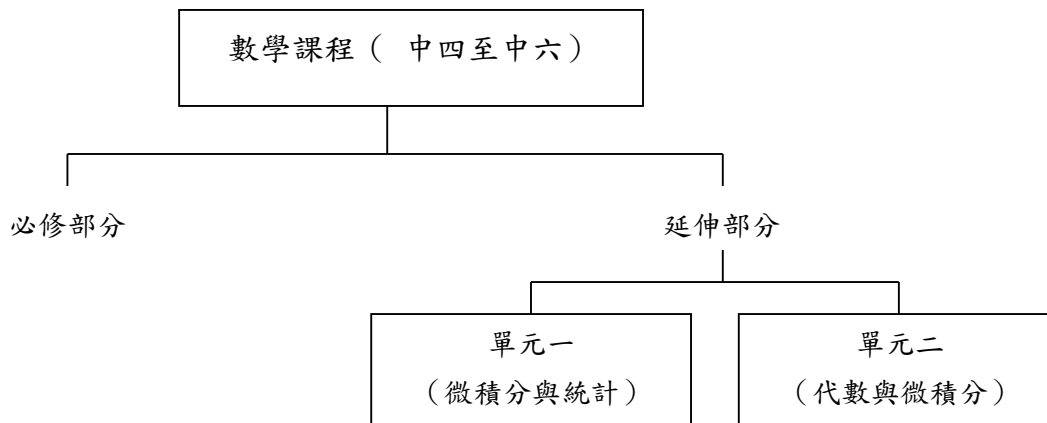 數學課程（ 中四至中六）
必修部分
延伸部分
單元一
（微積分與統計）
單元二
（代數與微積分）